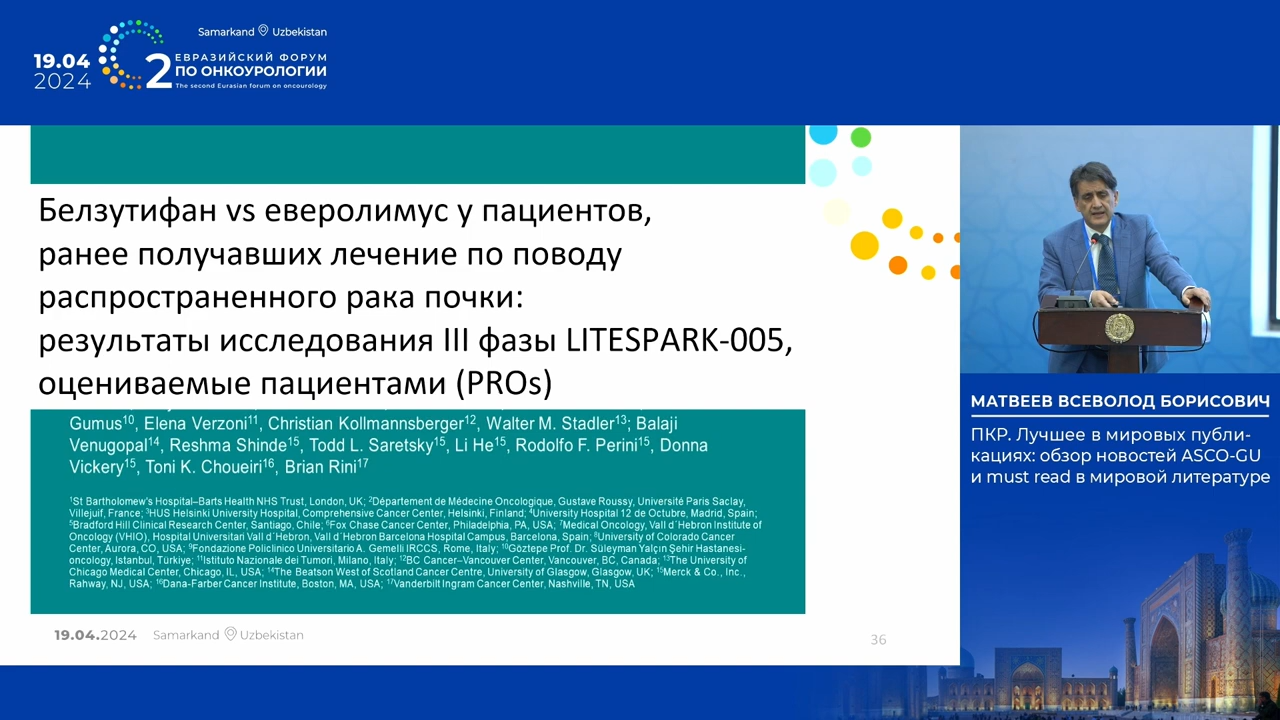 Samarkand Uzbekistan
19.04
2024
2
ЕВРАЗИЙСКИЙ ФОРУМ
ПО ОНКОУРОЛОГИИ
The second Eurasian forum on oncourology
Белзутифан vs эверолимус у пациентов,
ранее получавших лечение по поводу
распространенного рака почки:
результаты исследования III фазы LITESPARK-005,
оцениваемые пациентами (PROs)
Gumus10, Elena Verzoni11, Christian Kollmannsberger12, Walter M. Stadler13; Balaji
Venugopal14, Reshma Shinde15, Todd L. Saretsky15, Li He15, Rodolfo F. Perini15, Donna
Vickery15, Toni K. Choueiri16, Brian Rini17
1St Bartholomew's Hospital–Barts Health NHS Trust, London, UK; 2Département de Médecine Oncologique, Gustave Roussy, Université Paris Saclay,
Villejuif, France; 3HUS Helsinki University Hospital, Comprehensive Cancer Center, Helsinki, Finland; 4University Hospital 12 de Octubre, Madrid, Spain;
5Bradford Hill Clinical Research Center, Santiago, Chile; 6Fox Chase Cancer Center, Philadelphia, PA, USA; 7Medical Oncology, Vall d´Hebron Institute of
Oncology (VHIO), Hospital Universitari Vall d´Hebron, Vall d´Hebron Barcelona Hospital Campus, Barcelona, Spain; 8University of Colorado Cancer
Center, Aurora, CO, USA; 9Fondazione Policlinico Universitario A. Gemelli IRCCS, Rome, Italy; 10Göztepe Prof. Dr. Süleyman Yalçın Şehir Hastanesi-
oncology, Istanbul, Türkiye; 11Istituto Nazionale dei Tumori, Milano, Italy; 12BC Cancer–Vancouver Center, Vancouver, BC, Canada; 13The University of
Chicago Medical Center, Chicago, IL, USA; 14The Beatson West of Scotland Cancer Centre, University of Glasgow, Glasgow, UK; 15Merck & Co., Inc.,
Rahway, NJ, USA; 16Dana-Farber Cancer Institute, Boston, MA, USA; 17Vanderbilt Ingram Cancer Center, Nashville, TN, USA
19.04.2024 Samarkand Uzbekistan
36
МАТВЕЕВ ВСЕВОЛОД БОРИСОВИЧ
ПКР. Лучшее в мировых публи-
кациях: обзор новостей ASCO-GU
и must read в мировой литературе